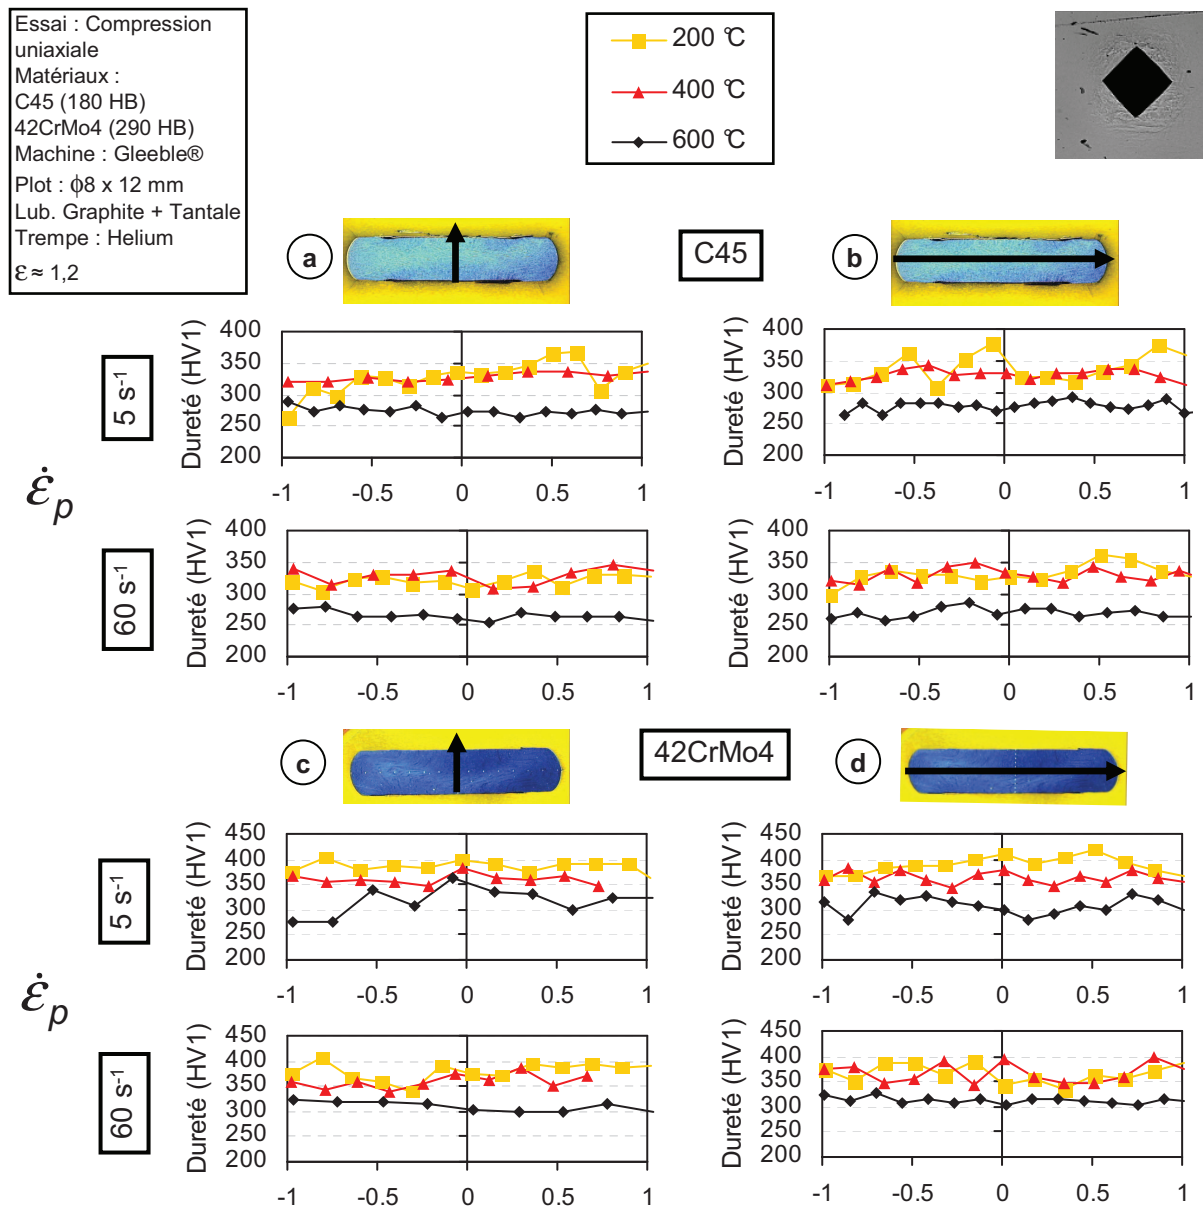 Essai : Compression
uniaxiale
Matériaux :
C45 (180 HB)
42CrMo4 (290 HB)
Machine : Gleeble®
Plot : ϕ8 x 12 mm
Lub. Graphite + Tantale
Trempe : Helium
ε ≈ 1,2
200 °C
400 °C
600 °C
a
C45
b
5 s-1
Dureté (HV1)
400
350
300
250
200
-1 -0.5 0 0.5 1
Dureté (HV1)
400
350
300
250
200
-1 -0.5 0 0.5 1
ε̇p
60 s-1
Dureté (HV1)
400
350
300
250
200
-1 -0.5 0 0.5 1
Dureté (HV1)
400
350
300
250
200
-1 -0.5 0 0.5 1
c
42CrMo4
d
5 s-1
Dureté (HV1)
450
400
350
300
250
200
-1 -0.5 0 0.5 1
Dureté (HV1)
450
400
350
300
250
200
-1 -0.5 0 0.5 1
ε̇p
60 s-1
Dureté (HV1)
450
400
350
300
250
200
-1 -0.5 0 0.5 1
Dureté (HV1)
450
400
350
300
250
200
-1 -0.5 0 0.5 1